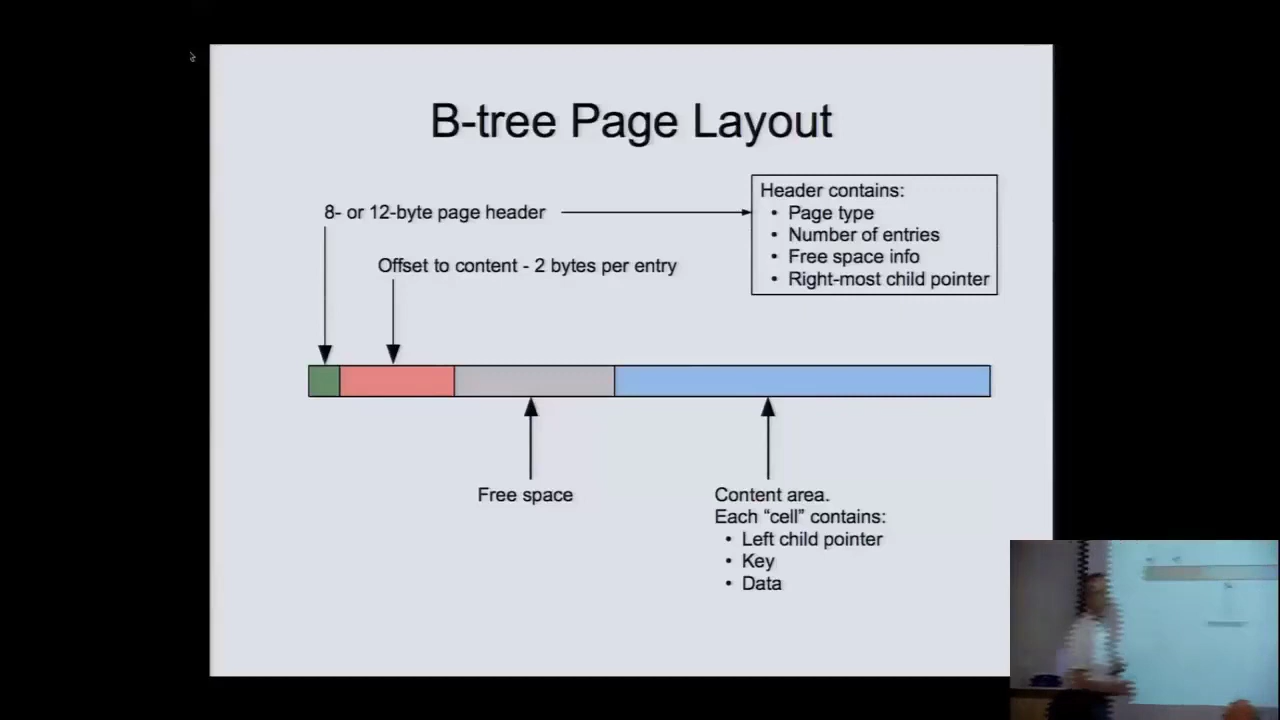 B-tree Page Layout
8- or 12-byte page header
Header contains:
• Page type
• Number of entries
• Free space info
• Right-most child pointer
Offset to content - 2 bytes per entry
Free space
Content area.
Each “cell” contains:
• Left child pointer
• Key
• Data